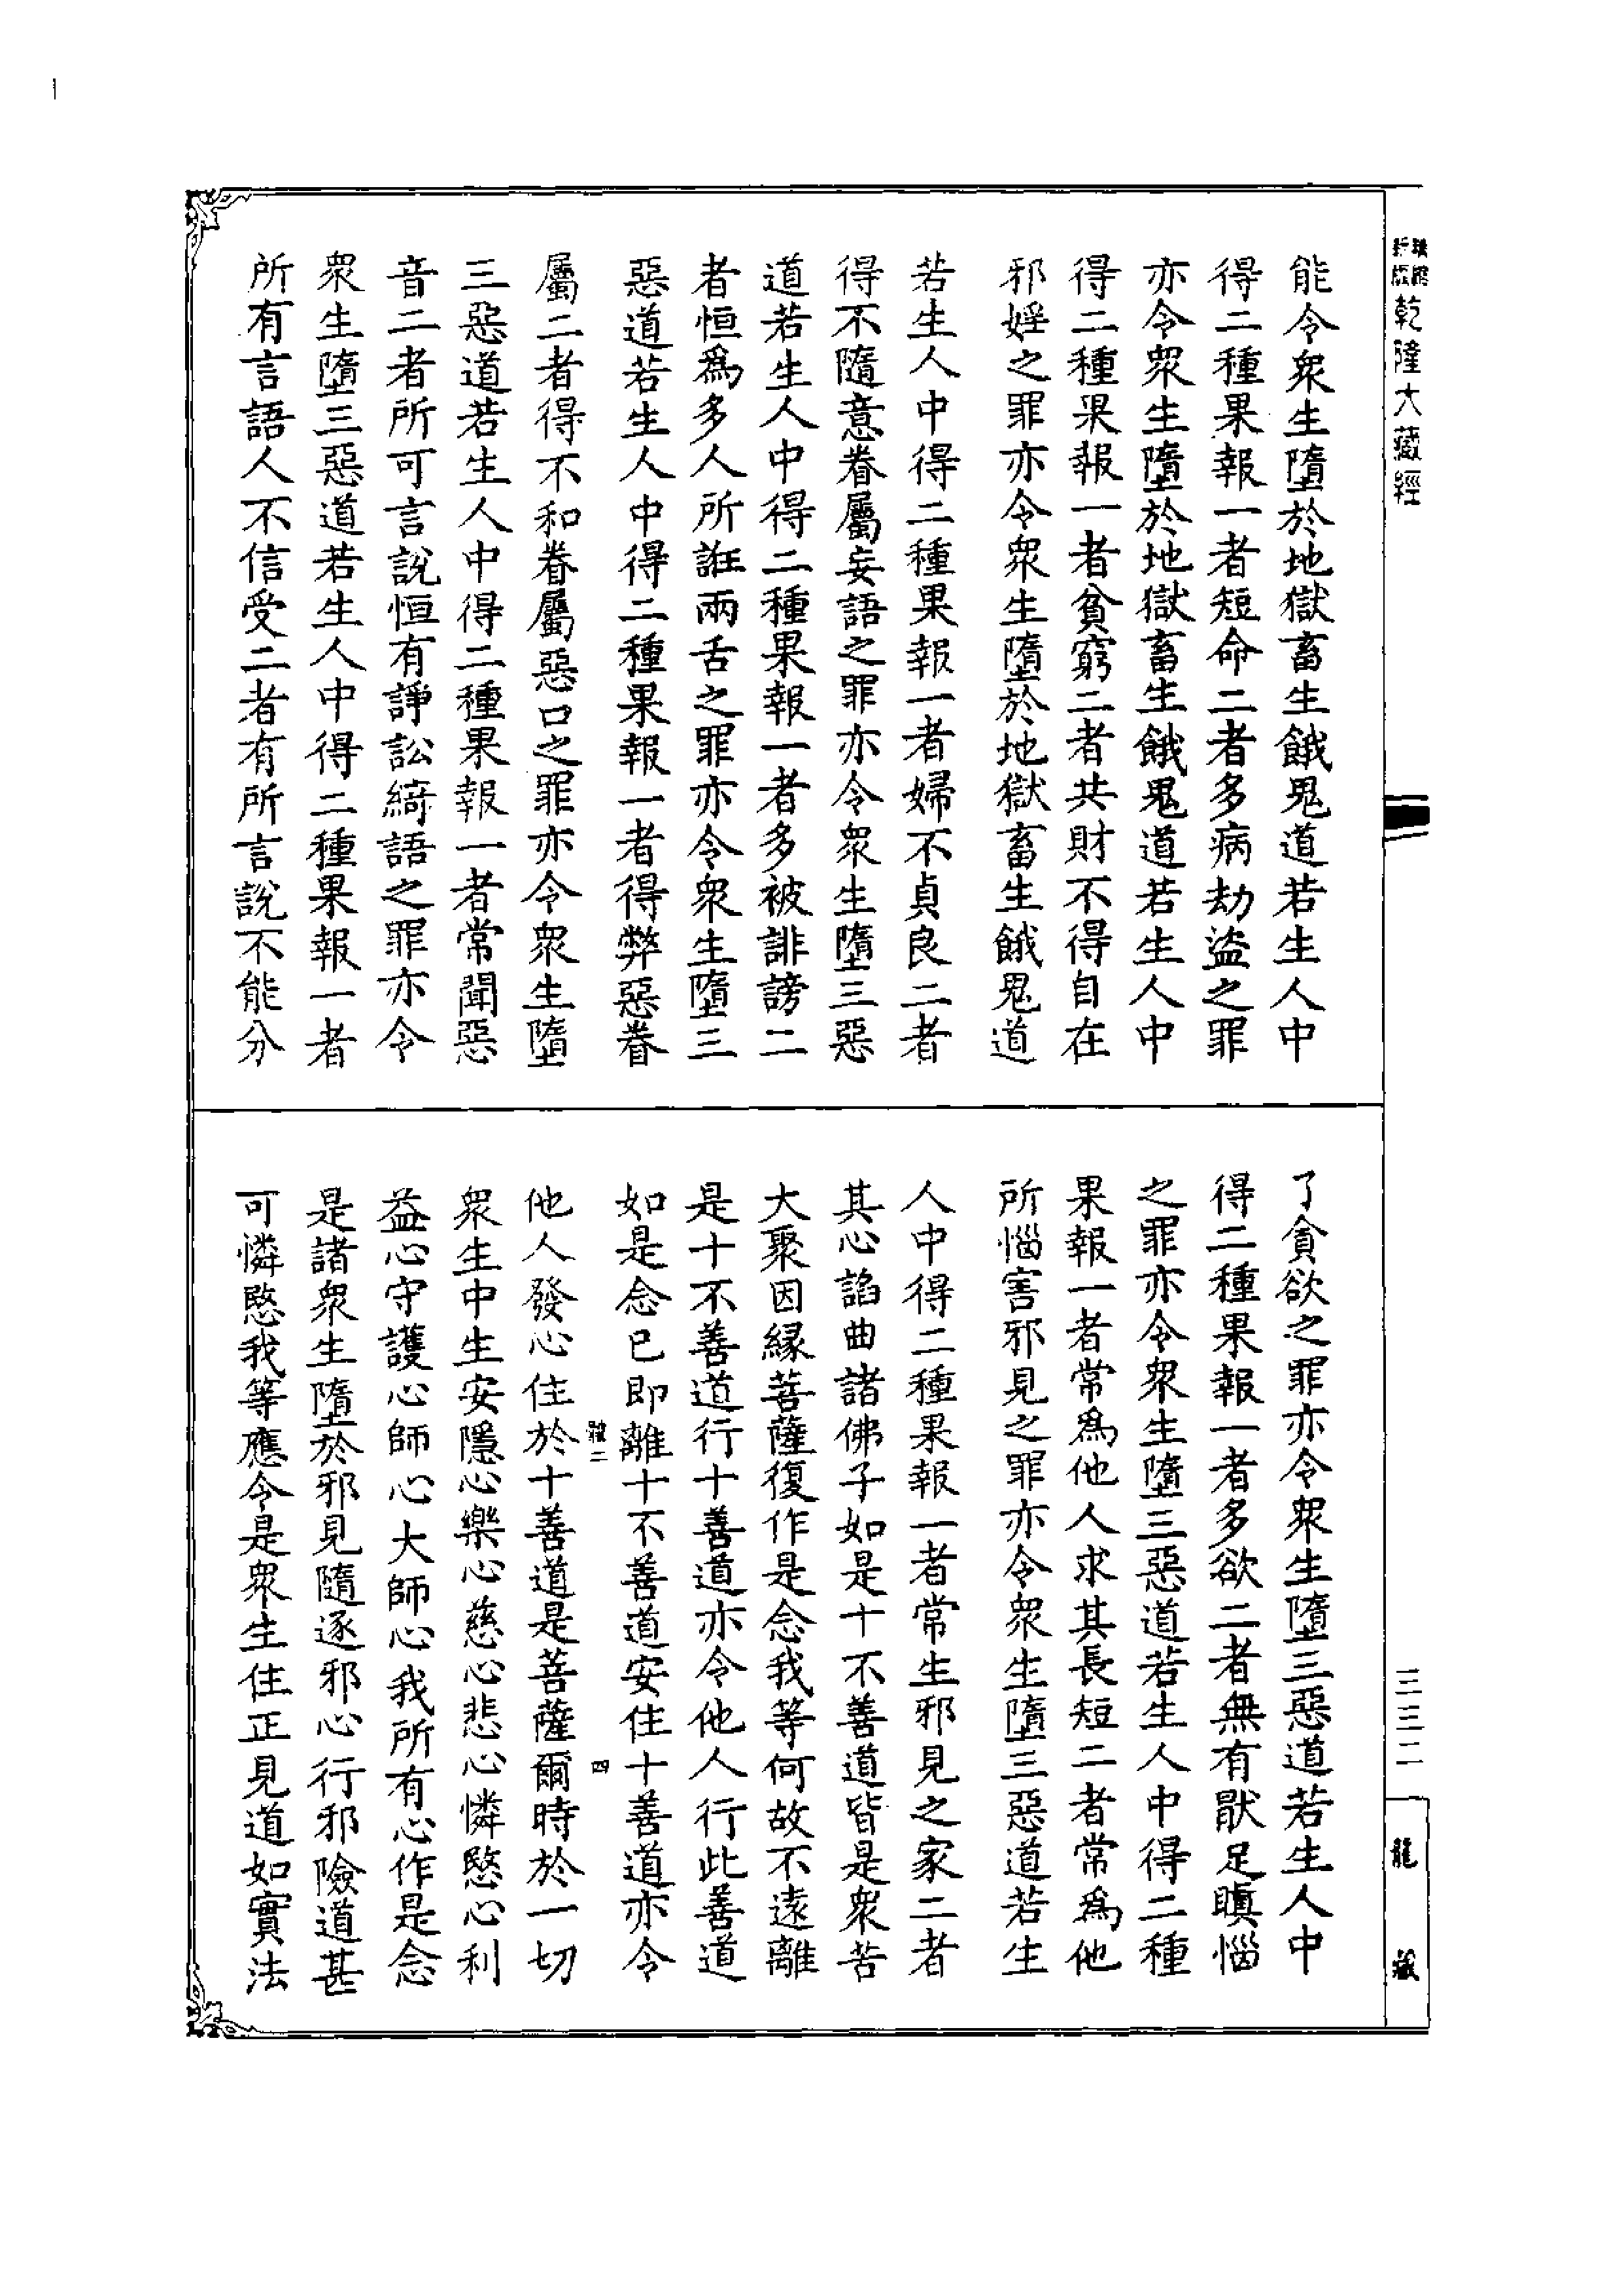 乾隆大藏經
能令衆生墮於地獄畜生餓鬼道若生人中
得二種果報一者短命二者多病劫盜之罪
亦令衆生墮於地獄畜生餓鬼道若生人中
得二種果報一者貧窮二者共財不得自在
邪婬之罪亦令衆生墮於地獄畜生餓鬼道
若生人中得二種果報一者婦不貞良二者
得不隨意眷屬妄語之罪亦令衆生墮三惡
道若生人中得二種果報一者多被誹謗二
者恒爲多人所誑兩舌之罪亦令衆生墮三
惡道若生人中得二種果報一者得弊惡眷
屬二者得不和眷屬惡口之罪亦令衆生墮
三惡道若生人中得二種果報一者常聞惡
音二者所可言說恒有諍訟綺語之罪亦令
衆生墮三惡道若生人中得二種果報一者
所有言語人不信受二者有所言說不能分
了貪欲之罪亦令衆生墮三惡道若生人中
得二種果報一者多欲二者無有猒足瞋惱
之罪亦令衆生墮三惡道若生人中得二種
果報一者常爲他人求其長短二者常爲他
所惱害邪見之罪亦令衆生墮三惡道若生
人中得二種果報一者常生邪見之家二者
其心諂曲諸佛子如是十不善道皆是衆苦
大聚因緣菩薩復作是念我等何故不遠離
是十不善道行十善道亦令他人行此善道
如是念已即離十不善道安住十善道亦令
四
他人發心住於十善道是菩薩爾時於一切
衆生中生安隱心樂心慈心悲心憐愍心利
益心守護心師心大師心我所有心作是念
是諸衆生墮於邪見隨逐邪心行邪險道甚
可憐愍我等應令是衆生住正見道如實法
三三二
龍藏